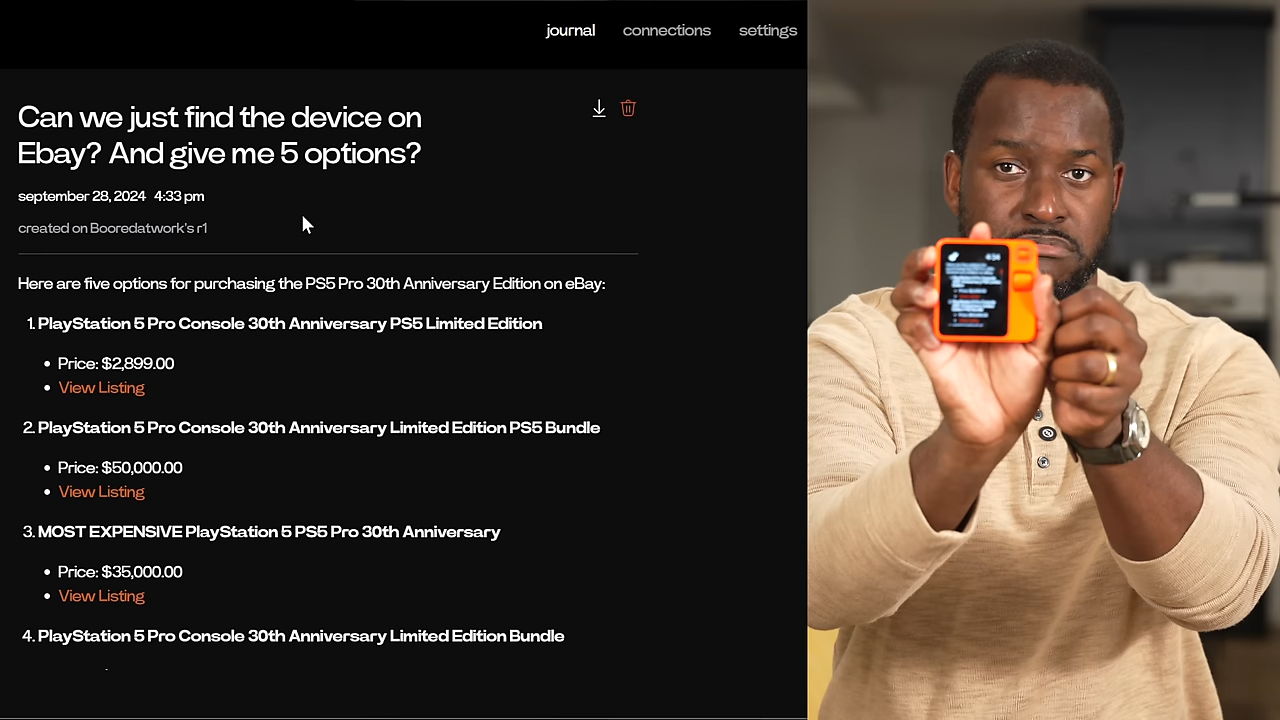 journal connections settings
Can we just find the device on
Ebay? And give me 5 options?
september 28, 2024 4:33 pm
created on Booredatwork's r1
Here are five options for purchasing the PS5 Pro 30th Anniversary Edition on eBay:
1. PlayStation 5 Pro Console 30th Anniversary PS5 Limited Edition
• Price: $2,899.00
• View Listing
2. PlayStation 5 Pro Console 30th Anniversary Limited Edition PS5 Bundle
• Price: $50,000.00
• View Listing
3. MOST EXPENSIVE PlayStation 5 PS5 Pro 30th Anniversary
• Price: $35,000.00
• View Listing
4. PlayStation 5 Pro Console 30th Anniversary Limited Edition Bundle